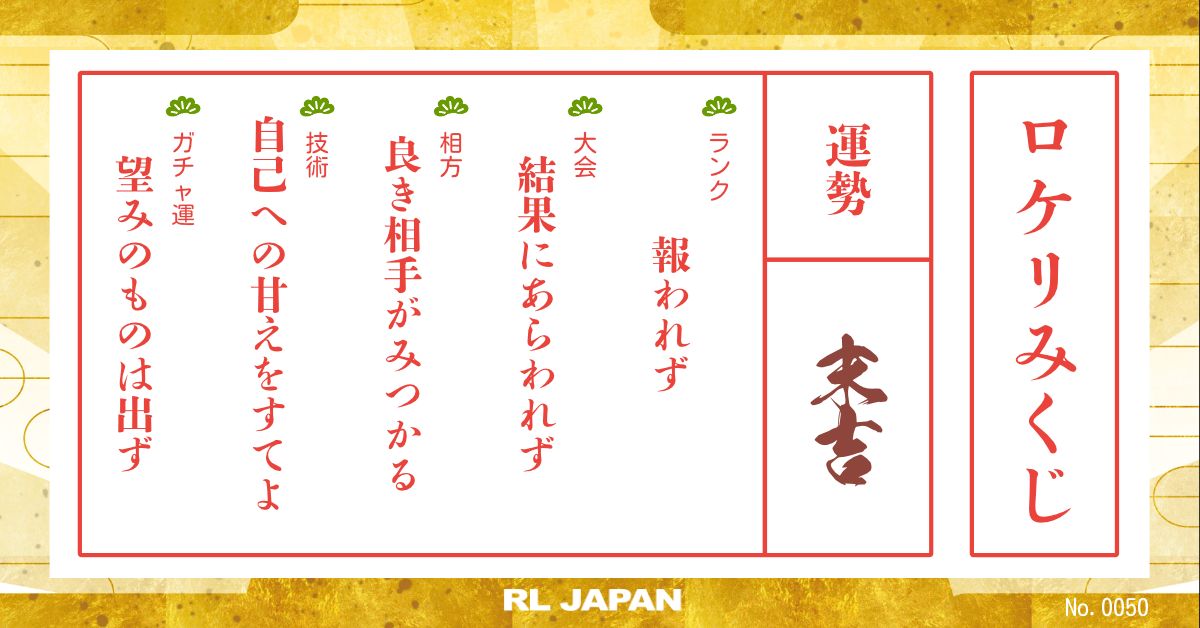 ロケリみくじ
運勢
末吉
ランク
報われず
大会
結果にあらわれず
相方
良き相手がみつかる
技術
自己への甘えをすてよ
ガチャ運
望みのものは出ず
RL JAPAN
No. 0050